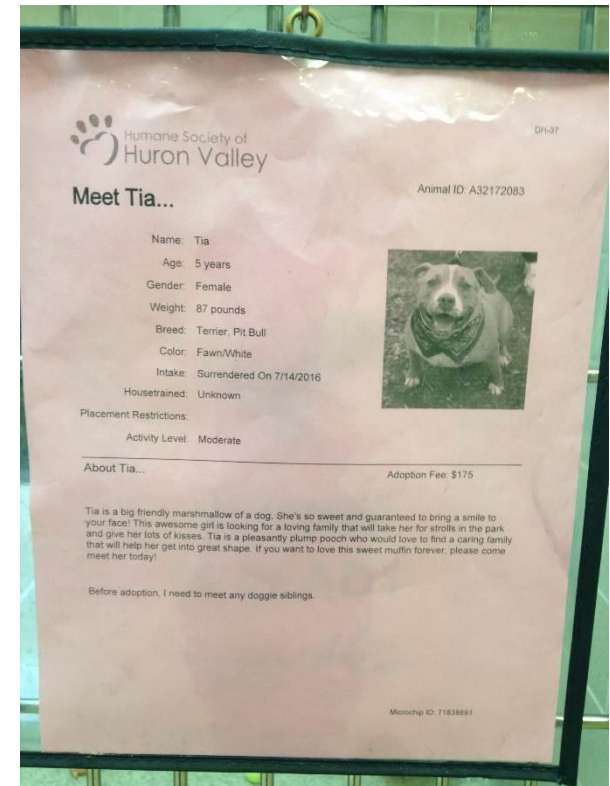 DH-37
Humane Society of
Huron Valley
Meet Tia...
Animal ID: A32172083
Name: Tia
Age: 5 years
Gender: Female
Weight: 87 pounds
Breed: Terrier, Pit Bull
Color: Fawn/White
Intake: Surrendered On 7/14/2016
Housetrained: Unknown
Placement Restrictions:
Activity Level: Moderate
About Tia...
Adoption Fee: $175
Tia is a big friendly marshmallow of a dog. She's so sweet and guaranteed to bring a smile to
your face! This awesome girl is looking for a loving family that will take her for strolls in the park
and give her lots of kisses. Tia is a pleasantly plump pooch who would love to find a caring family
that will help her get into great shape. If you want to love this sweet muffin forever, please come
meet her today!
Before adoption, I need to meet any doggie siblings.
Microchip ID: